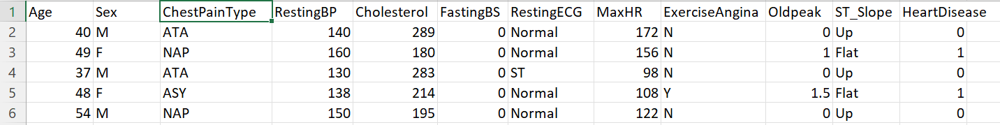 1 Age Sex ChestPainType RestingBP Cholesterol FastingBS RestingECG MaxHR ExerciseAngina Oldpeak ST_Slope HeartDisease
2 40 M ATA 140 289 0 Normal 172 N 0 Up 0
3 49 F NAP 160 180 0 Normal 156 N 1 Flat 1
4 37 M ATA 130 283 0 ST 98 N 0 Up 0
5 48 F ASY 138 214 0 Normal 108 Y 1.5 Flat 1
6 54 M NAP 150 195 0 Normal 122 N 0 Up 0